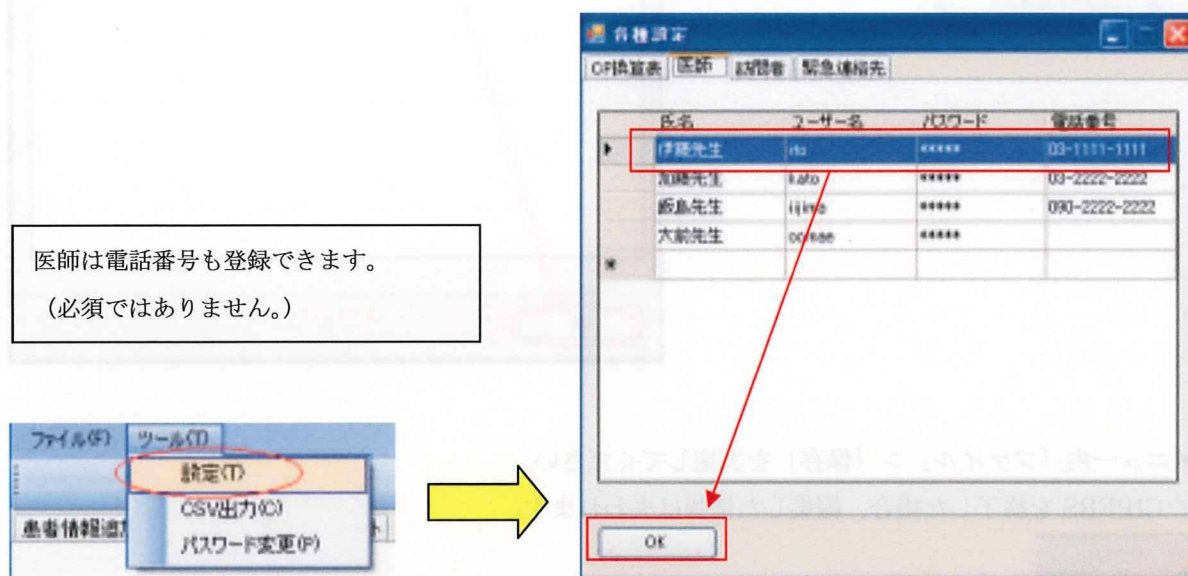 各種設定
OP換算表 医師 訪問者 緊急連絡先
氏名 ユーザー名 パスワード 電話番号
伊藤先生 ito ***** 03-1111-1111
加藤先生 kato ***** 03-2222-2222
飯島先生 iijima ***** 090-2222-2222
大前先生 oomae *****
医師は電話番号も登録できます。
(必須ではありません。)
ファイル(F) ツール(T)
設定(T)
CSV出力(C)
患者情報追
パスワード変更(P)
OK